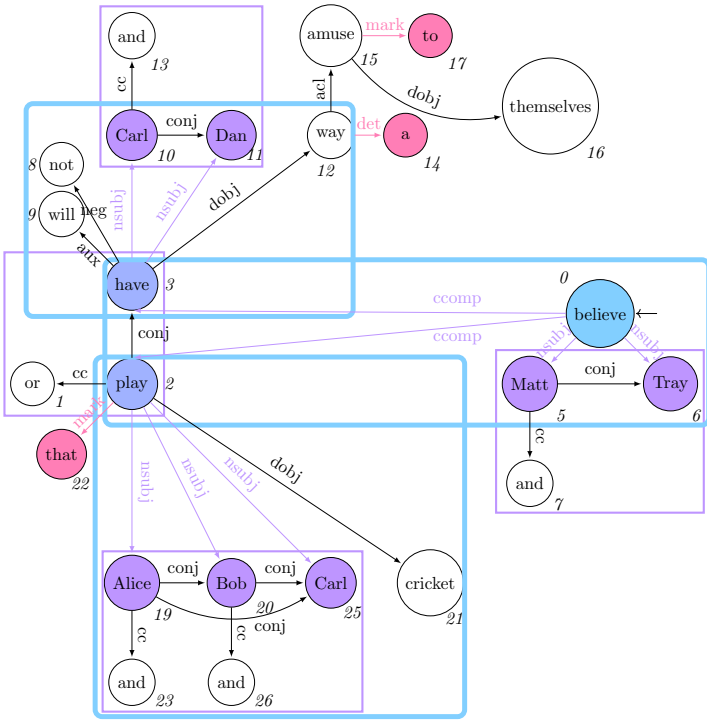 and
13
amuse
15
mark
to
17
cc
acl
dobj
themselves
16
Carl
10
conj
Dan
11
way
12
det
a
14
8
not
9
will
neg
aux
nsubj
nsubj
dobj
have
3
0
believe
ccomp
ccomp
conj
nsubj
nsubj
or
1
cc
play
2
Matt
5
conj
Tray
6
mark
that
22
cc
and
7
nsubj
nsubj
nsubj
dobj
Alice
19
conj
Bob
20
conj
Carl
25
conj
cricket
21
cc
cc
and
23
and
26